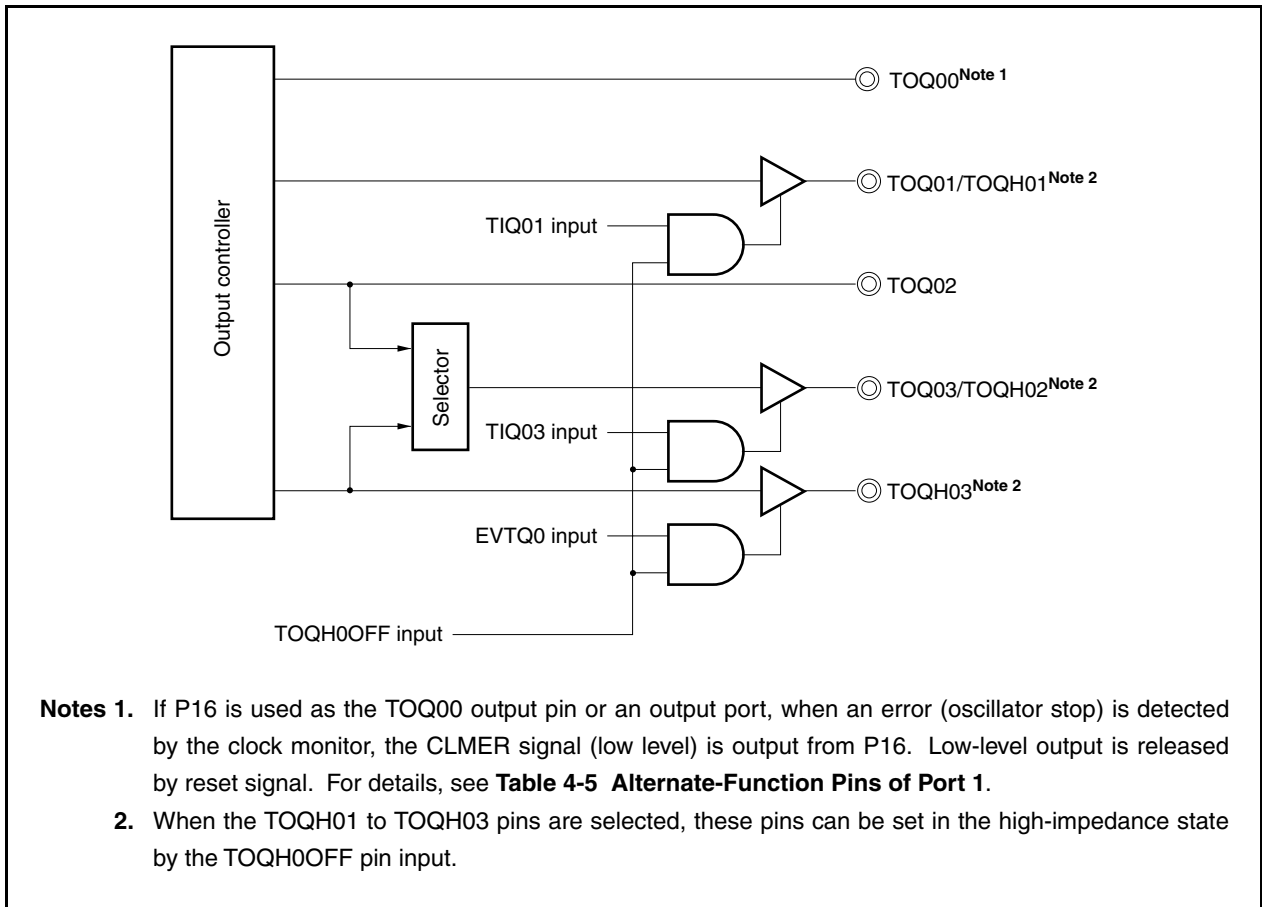 Output controller
TOQ00Note 1
TOQ01/TOQH01Note 2
TIQ01 input
TOQ02
Selector
TOQ03/TOQH02Note 2
TIQ03 input
TOQH03Note 2
EVTQ0 input
TOQH0OFF input
Notes 1. If P16 is used as the TOQ00 output pin or an output port, when an error (oscillator stop) is detected
by the clock monitor, the CLMER signal (low level) is output from P16. Low-level output is released
by reset signal. For details, see Table 4-5 Alternate-Function Pins of Port 1.
2. When the TOQH01 to TOQH03 pins are selected, these pins can be set in the high-impedance state
by the TOQH0OFF pin input.